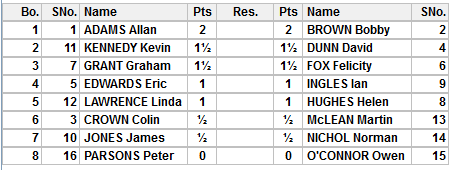 Bo. SNo. Name Pts Res. Pts Name SNo.
1 1 ADAMS Allan 2 2 BROWN Bobby 2
2 11 KENNEDY Kevin 1½ 1½ DUNN David 4
3 7 GRANT Graham 1½ 1½ FOX Felicity 6
4 5 EDWARDS Eric 1 1 INGLES Ian 9
5 12 LAWRENCE Linda 1 1 HUGHES Helen 8
6 3 CROWN Colin ½ ½ McLEAN Martin 13
7 10 JONES James ½ ½ NICHOL Norman 14
8 16 PARSONS Peter 0 0 O'CONNOR Owen 15